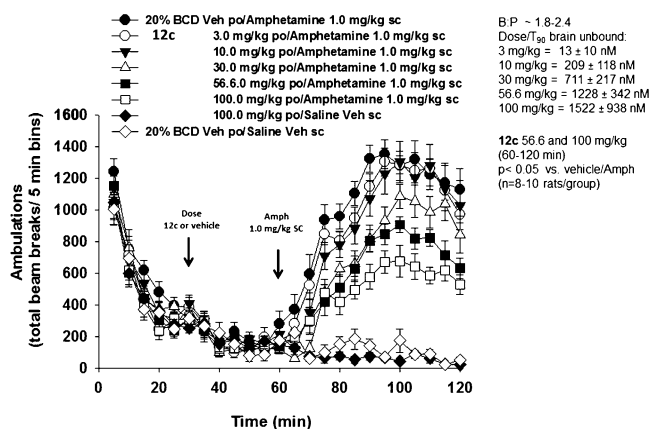 20% BCD Veh po/Amphetamine 1.0 mg/kg sc
12c 3.0 mg/kg po/Amphetamine 1.0 mg/kg sc
10.0 mg/kg po/Amphetamine 1.0 mg/kg sc
30.0 mg/kg po/Amphetamine 1.0 mg/kg sc
56.6.0 mg/kg po/Amphetamine 1.0 mg/kg sc
100.0 mg/kg po/Amphetamine 1.0 mg/kg sc
100.0 mg/kg po/Saline Veh sc
20% BCD Veh po/Saline Veh sc
B:P ~ 1.8-2.4
Dose/T90 brain unbound:
3 mg/kg = 13 ± 10 nM
10 mg/kg = 209 ± 118 nM
30 mg/kg = 711 ± 217 nM
56.6 mg/kg = 1228 ± 342 nM
100 mg/kg = 1522 ± 938 nM
12c 56.6 and 100 mg/kg
(60-120 min)
p< 0.05 vs. vehicle/Amph
(n=8-10 rats/group)
Ambulations
(total beam breaks/ 5 min bins)
1600
1400
1200
1000
800
600
400
200
0
Dose
12c or vehicle
Amph
1.0 mg/kg SC
0 20 40 60 80 100 120
Time (min)